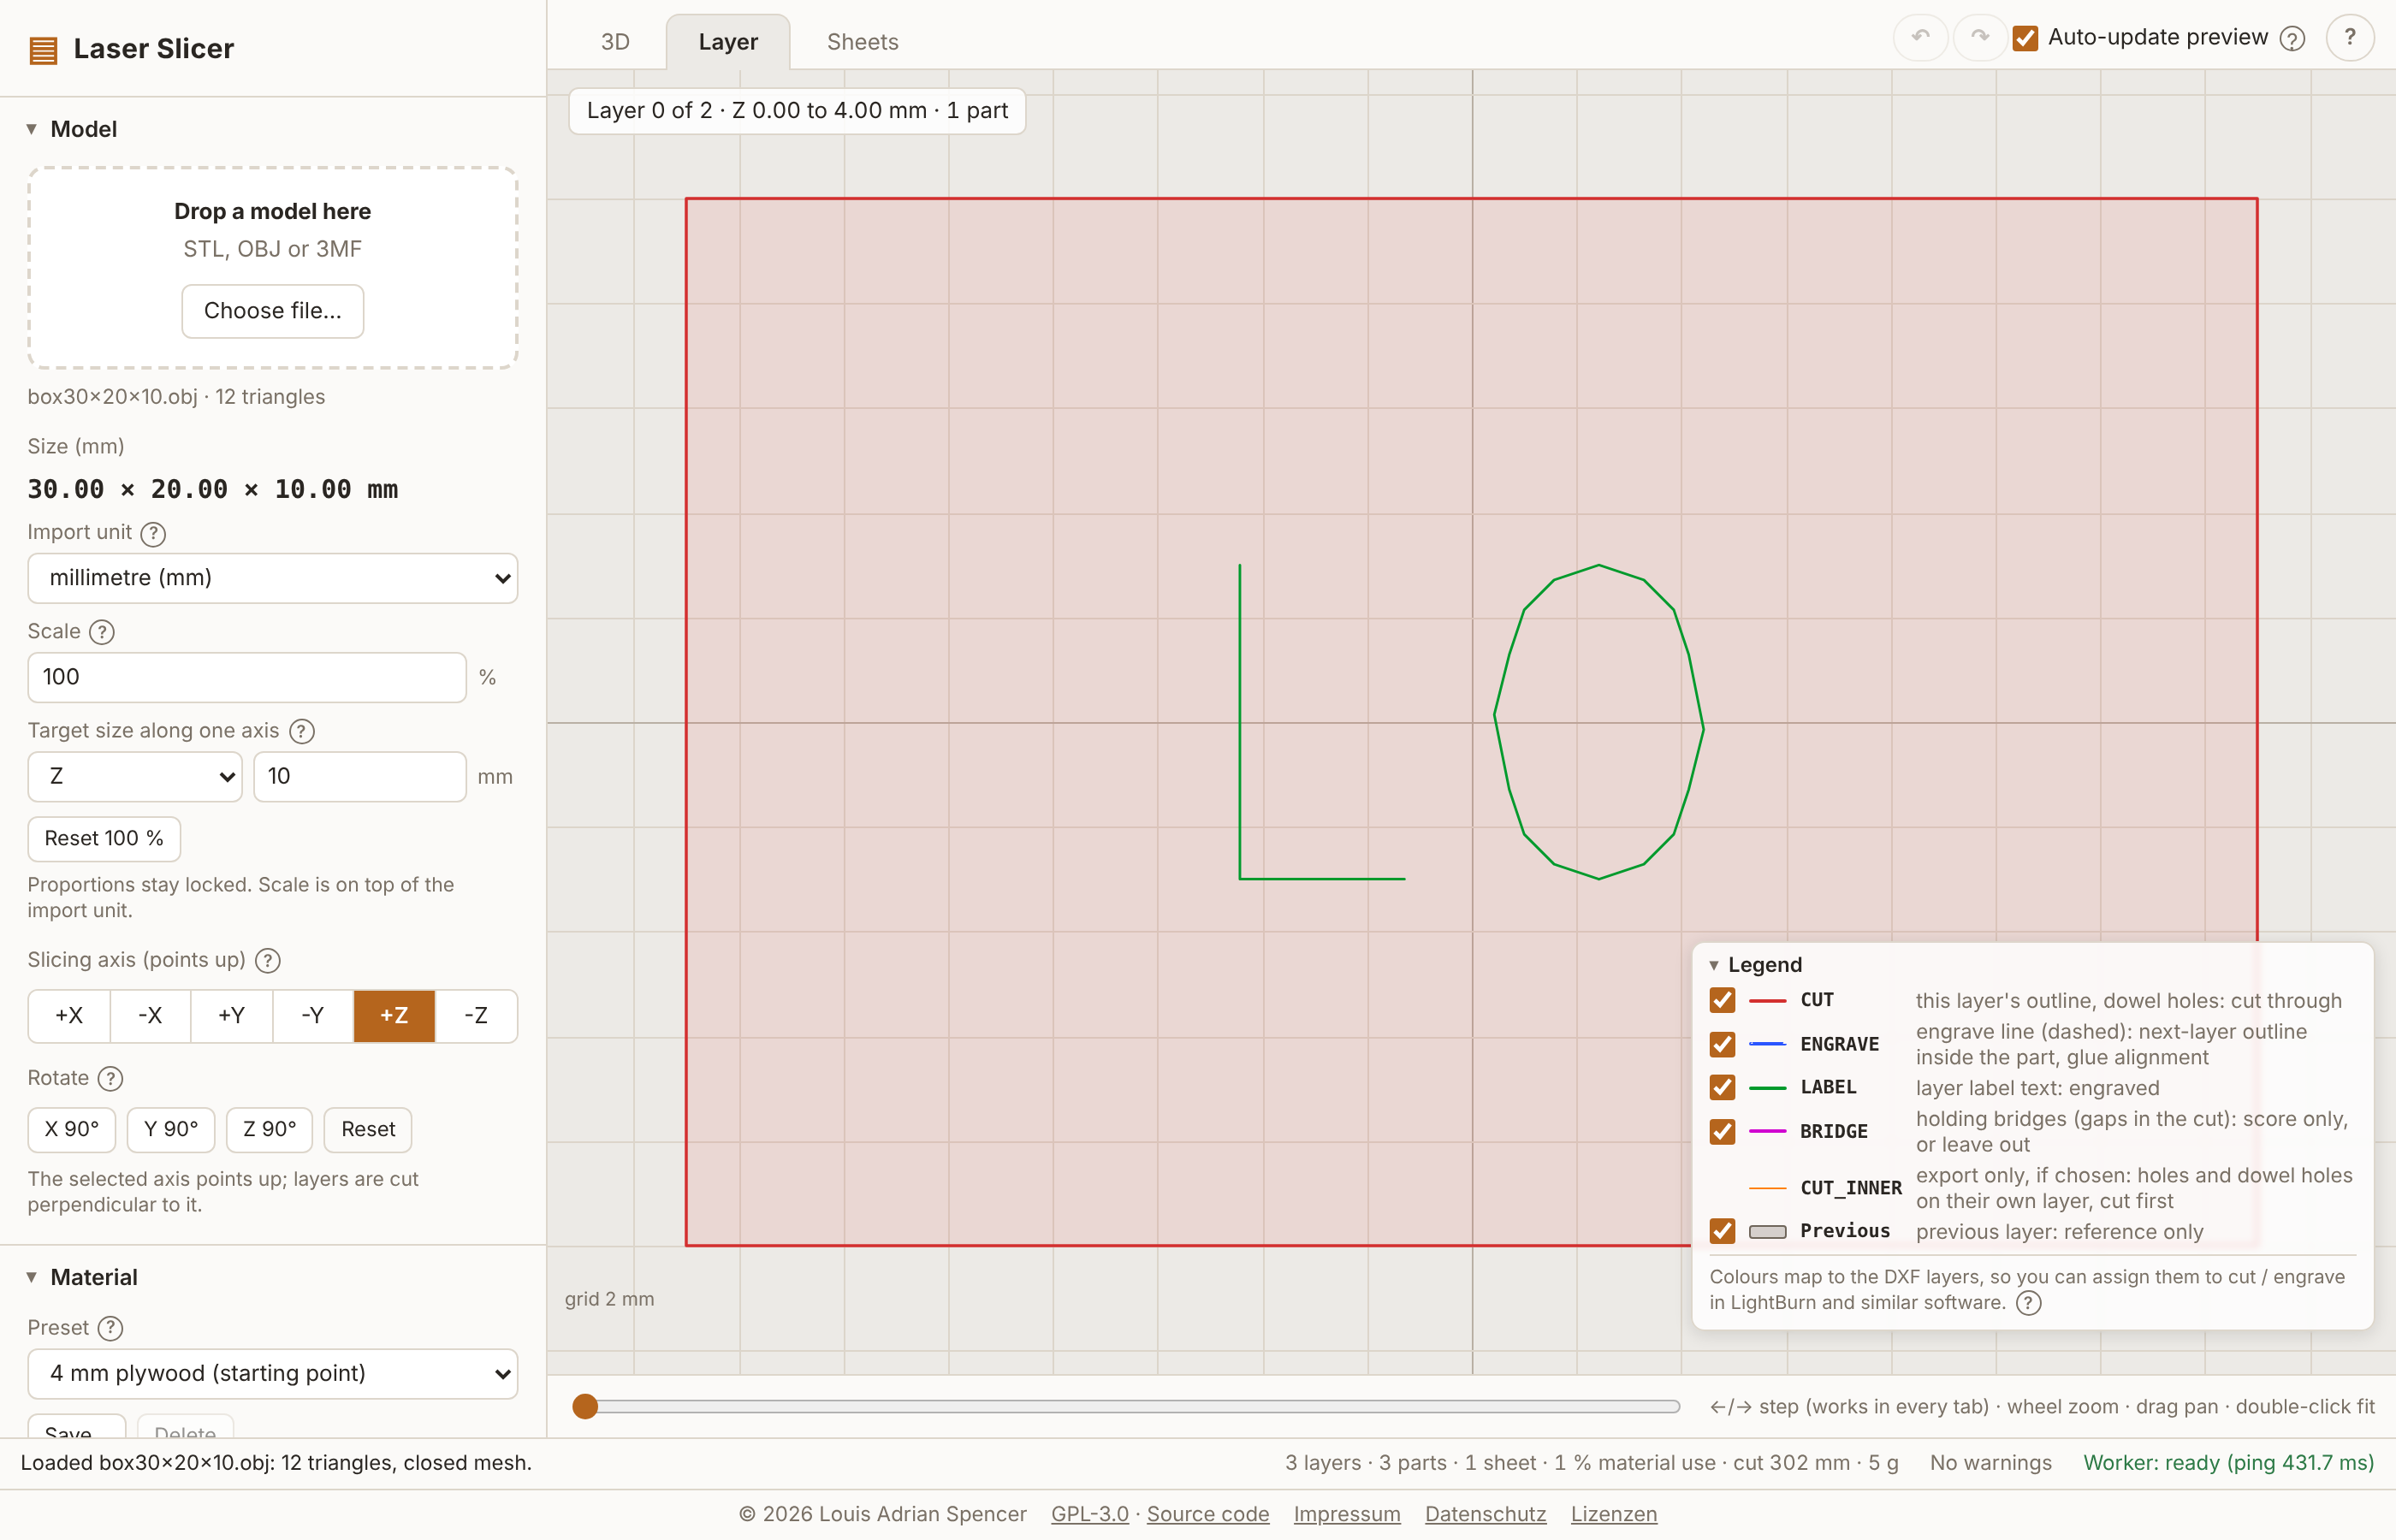 Laser Slicer
3D
Layer
Sheets
Auto-update preview ?
?
Model
Drop a model here
STL, OBJ or 3MF
Choose file...
box30×20×10.obj · 12 triangles
Size (mm)
30.00 × 20.00 × 10.00 mm
Import unit ?
millimetre (mm)
Scale ?
100 %
Target size along one axis ?
Z 10 mm
Reset 100 %
Proportions stay locked. Scale is on top of the
import unit.
Slicing axis (points up) ?
+X -X +Y -Y +Z -Z
Rotate ?
X 90° Y 90° Z 90° Reset
The selected axis points up; layers are cut
perpendicular to it.
Material
Preset ?
4 mm plywood (starting point)
Save... Delete
Layer 0 of 2 · Z 0.00 to 4.00 mm · 1 part
L0
grid 2 mm
Legend
CUT this layer's outline, dowel holes: cut through
ENGRAVE engrave line (dashed): next-layer outline
inside the part, glue alignment
LABEL layer label text: engraved
BRIDGE holding bridges (gaps in the cut): score only,
or leave out
CUT_INNER export only, if chosen: holes and dowel holes
on their own layer, cut first
Previous previous layer: reference only
Colours map to the DXF layers, so you can assign them to cut / engrave
in LightBurn and similar software. ?
←/→ step (works in every tab) · wheel zoom · drag pan · double-click fit
Loaded box30×20×10.obj: 12 triangles, closed mesh.
3 layers · 3 parts · 1 sheet · 1 % material use · cut 302 mm · 5 g
No warnings
Worker: ready (ping 431.7 ms)
© 2026 Louis Adrian Spencer GPL-3.0 · Source code Impressum Datenschutz Lizenzen